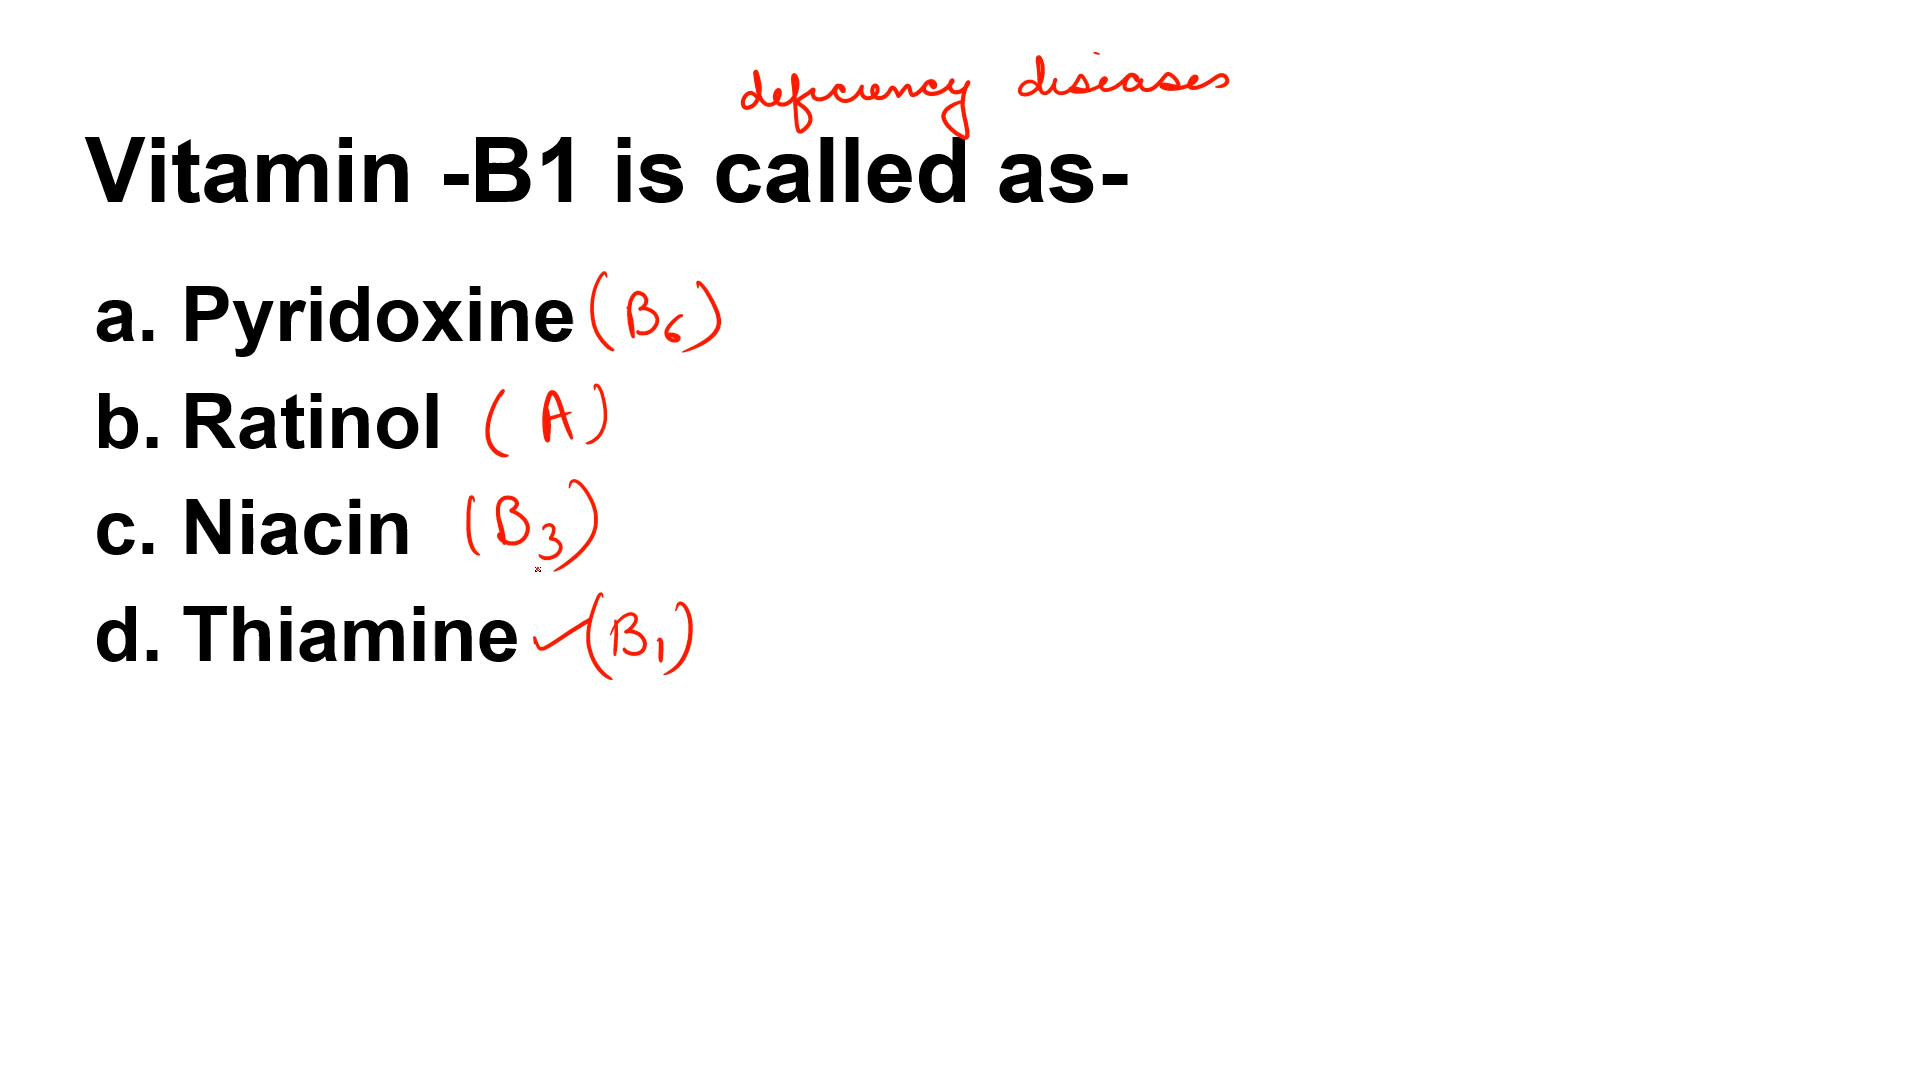 deficiency diseases
Vitamin -B1 is called as-
a. Pyridoxine (B6)
b. Ratinol (A)
c. Niacin (B3)
d. Thiamine ✓(B1)